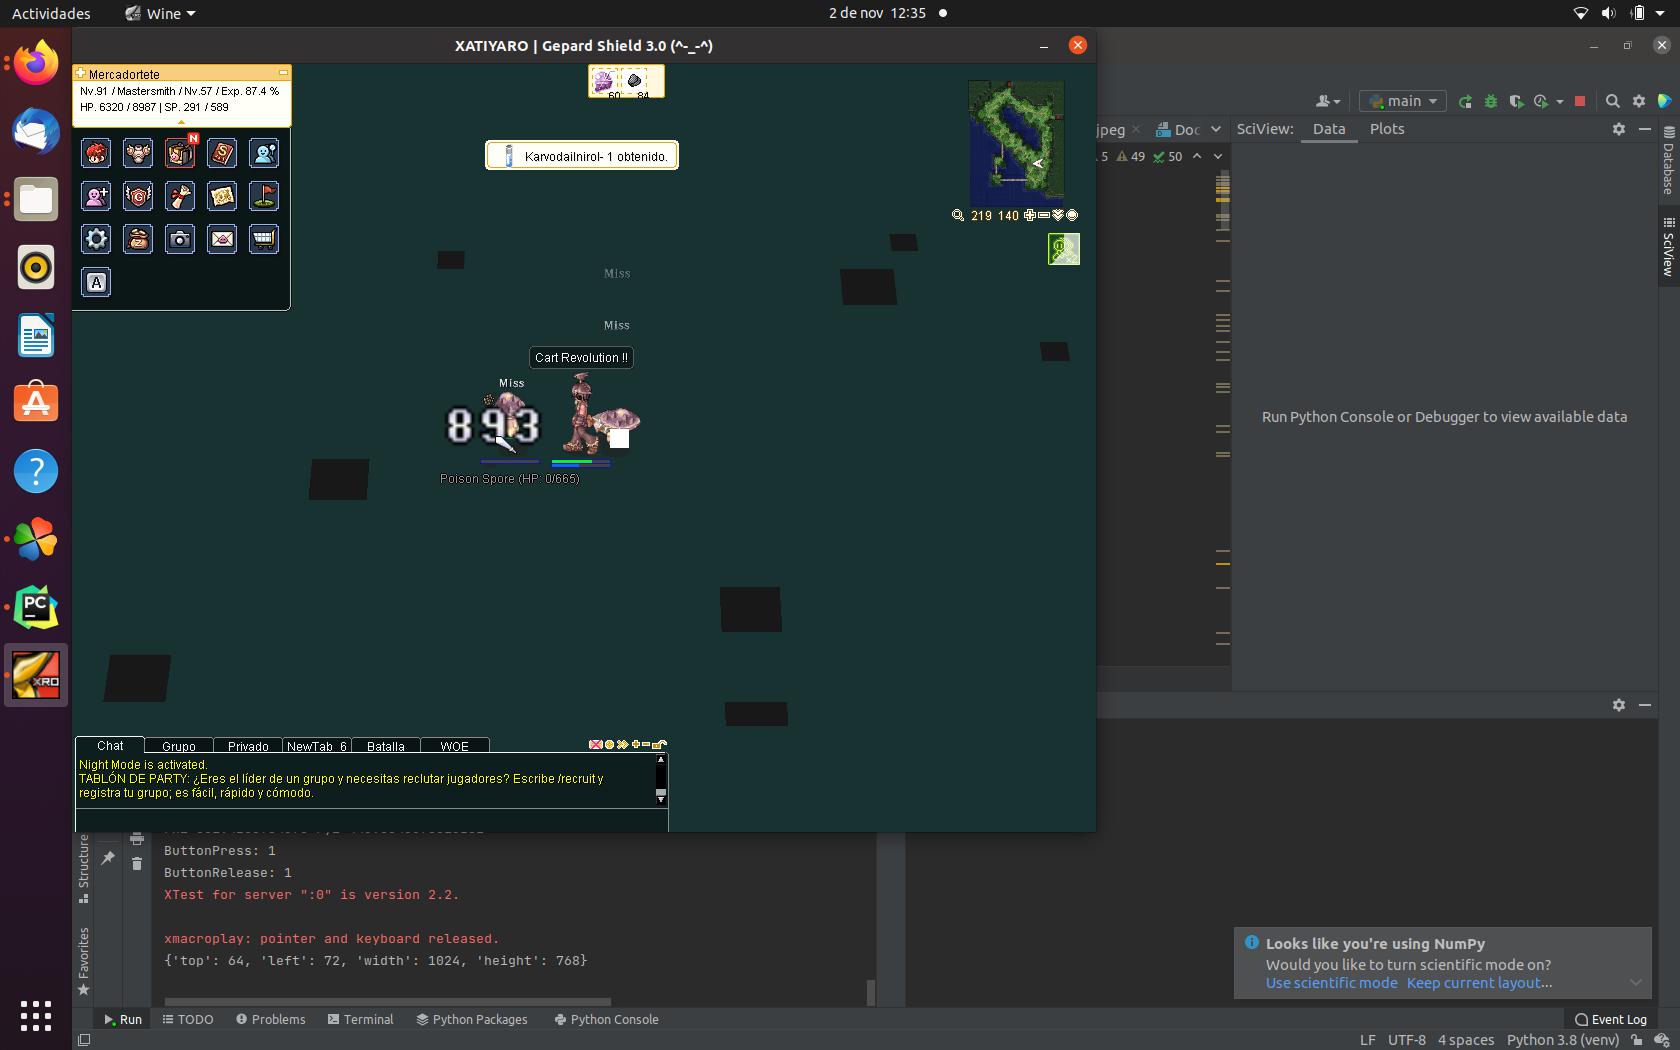 Actividades
Wine
2 de nov 12:35
XATIYARO | Gepard Shield 3.0 (^-_-^)
Mercadortete
Nv.91 / Mastersmith / Nv.57 / Exp. 87.4 %
HP. 6320 / 8987 | SP. 291 / 589
N
A
60
84
Karvodailnirol- 1 obtenido.
219 140
Miss
Miss
Cart Revolution !!
Miss
893
Poison Spore (HP: 0/665)
Chat
Grupo
Privado
NewTab_6
Batalla
WOE
Night Mode is activated.
TABLÓN DE PARTY: ¿Eres el líder de un grupo y necesitas reclutar jugadores? Escribe /recruit y
registra tu grupo; es fácil, rápido y cómodo.
main
jpeg
Doc
SciView:
Data
Plots
5
49
50
Database
SciView
Run Python Console or Debugger to view available data
PC
XRO
Structure
Favorites
ButtonPress: 1
ButtonRelease: 1
XTest for server ":0" is version 2.2.
xmacroplay: pointer and keyboard released.
{'top': 64, 'left': 72, 'width': 1024, 'height': 768}
Looks like you're using NumPy
Would you like to turn scientific mode on?
Use scientific mode
Keep current layout...
Run
TODO
Problems
Terminal
Python Packages
Python Console
Event Log
LF
UTF-8
4 spaces
Python 3.8 (venv)